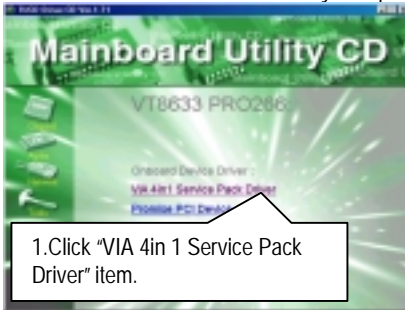 Mainboard Utility CD
VT8633 PRO266
Onboard Device Driver :
VIA 4in1 Service Pack Driver
Promise PCI Device
1.Click “VIA 4in 1 Service Pack
Driver” item.